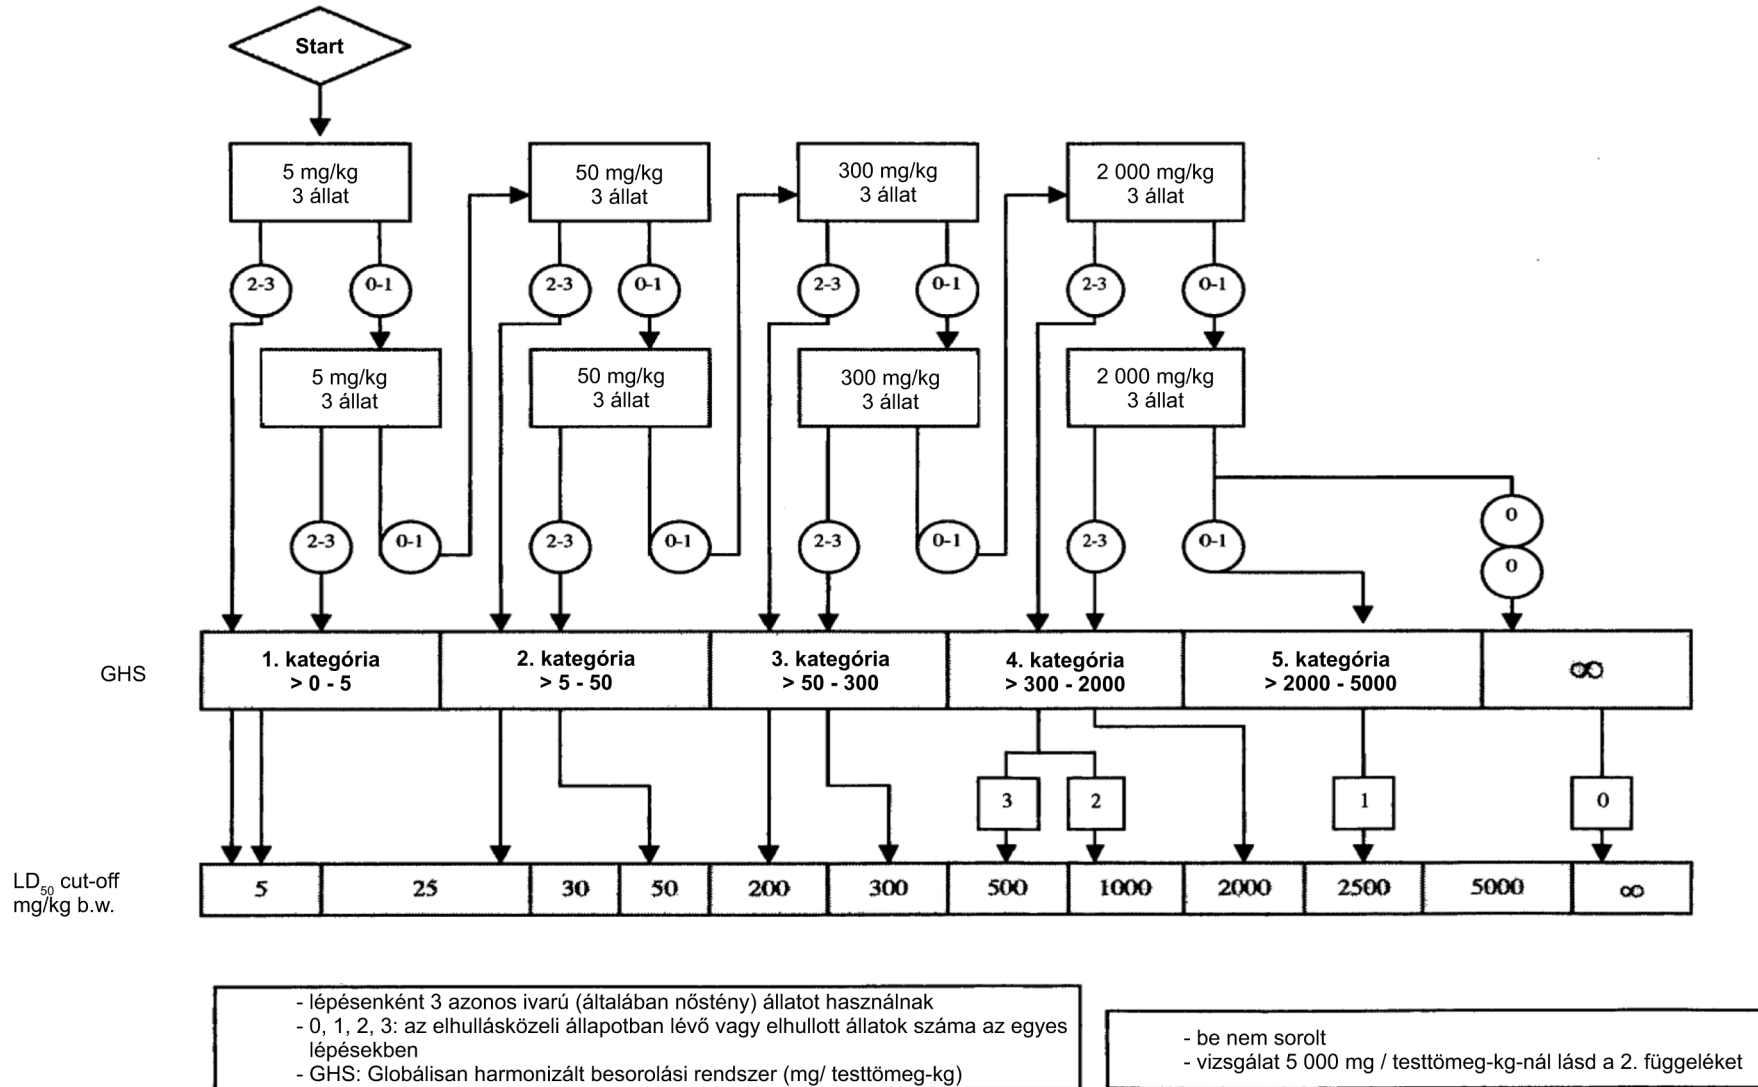 Start
5 mg/kg
3 állat
50 mg/kg
3 állat
300 mg/kg
3 állat
2 000 mg/kg
3 állat
2-3
0-1
2-3
0-1
2-3
0-1
2-3
0-1
5 mg/kg
3 állat
50 mg/kg
3 állat
300 mg/kg
3 állat
2 000 mg/kg
3 állat
2-3
0-1
2-3
0-1
2-3
0-1
2-3
0-1
0
0
GHS
1. kategória
> 0 - 5
2. kategória
> 5 - 50
3. kategória
> 50 - 300
4. kategória
> 300 - 2000
5. kategória
> 2000 - 5000
∞
3
2
1
0
LD50 cut-off
mg/kg b.w.
5
25
30
50
200
300
500
1000
2000
2500
5000
∞
- lépésenként 3 azonos ivarú (általában nőstény) állatot használnak
- 0, 1, 2, 3: az elhullásközeli állapotban lévő vagy elhullott állatok száma az egyes
lépésekben
- GHS: Globálisan harmonizált besorolási rendszer (mg/ testtömeg-kg)
- be nem sorolt
- vizsgálat 5 000 mg / testtömeg-kg-nál lásd a 2. függeléket